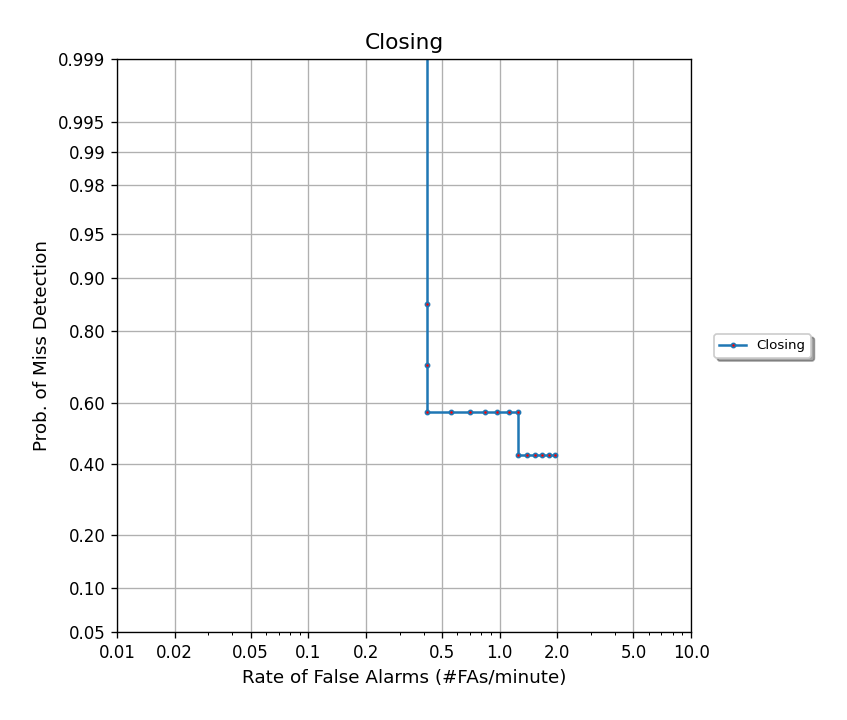 Closing
0.999
0.995
0.99
0.98
0.95
0.90
0.80
0.60
0.40
0.20
0.10
0.05
Prob. of Miss Detection
0.01 0.02 0.05 0.1 0.2 0.5 1.0 2.0 5.0 10.0
Rate of False Alarms (#FAs/minute)
Closing